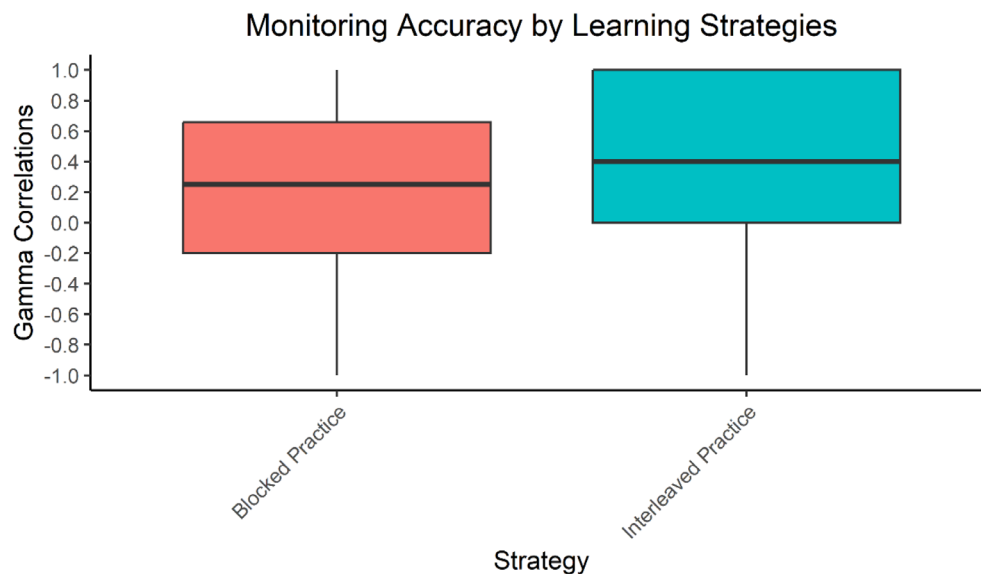 Monitoring Accuracy by Learning Strategies
Gamma Correlations
1.0
0.8
0.6
0.4
0.2
0.0
-0.2
-0.4
-0.6
-0.8
-1.0
Blocked Practice
Interleaved Practice
Strategy